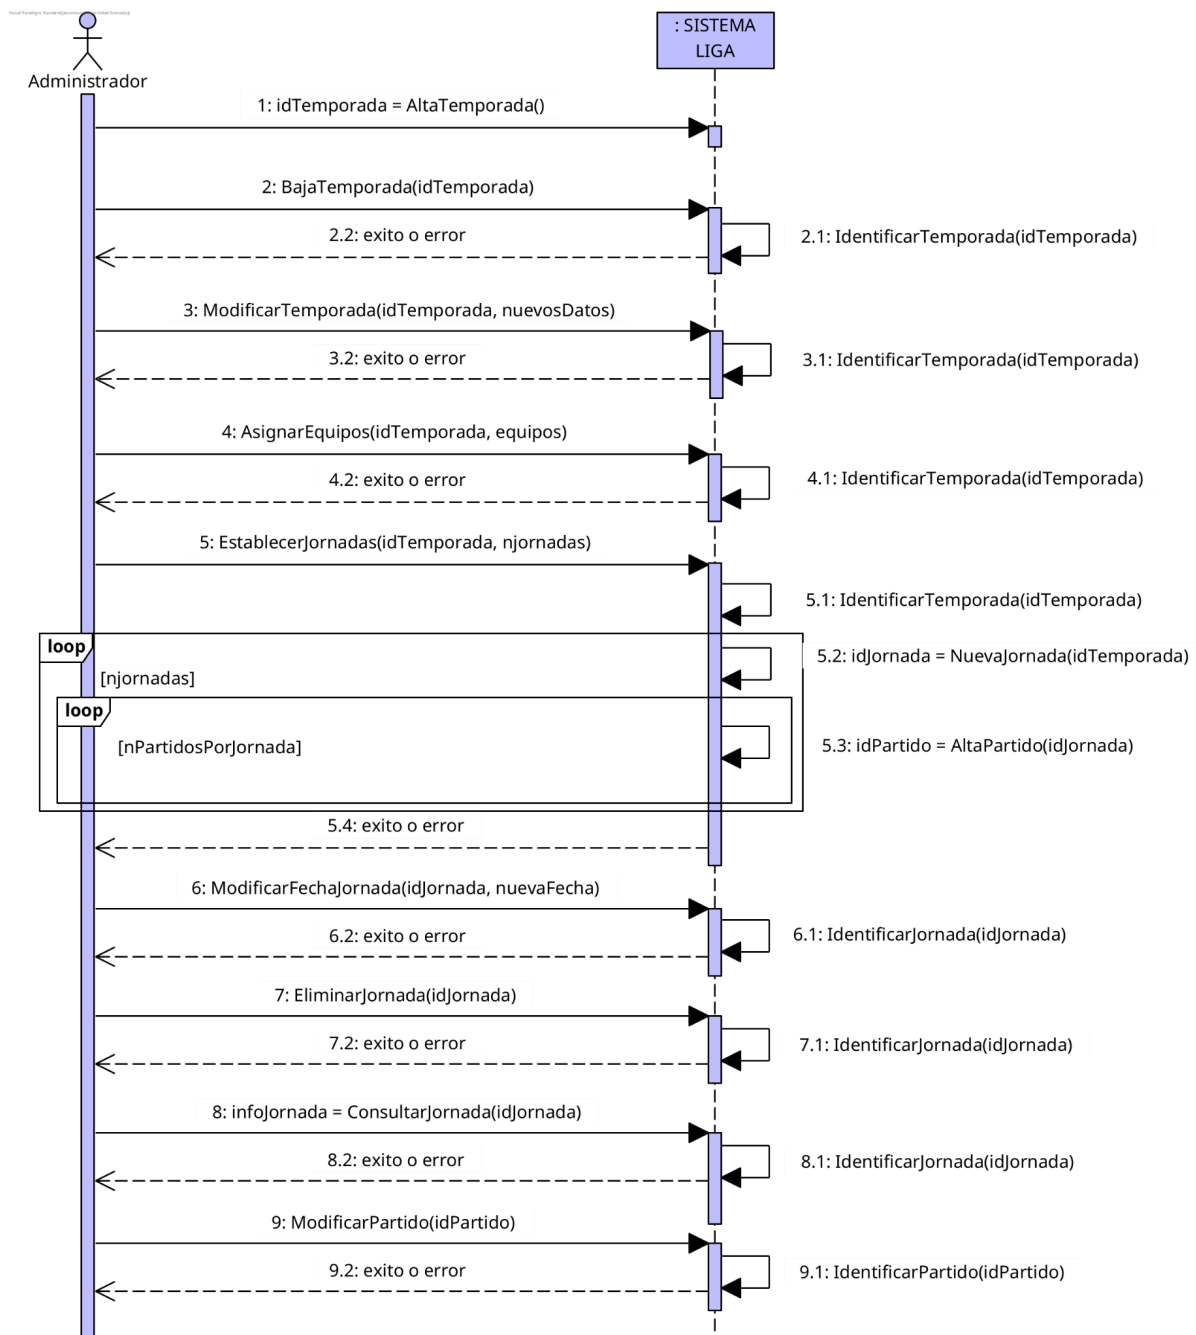 : SISTEMA
LIGA
Administrador
1: idTemporada = AltaTemporada()
2: BajaTemporada(idTemporada)
2.1: IdentificarTemporada(idTemporada)
2.2: exito o error
3: ModificarTemporada(idTemporada, nuevosDatos)
3.1: IdentificarTemporada(idTemporada)
3.2: exito o error
4: AsignarEquipos(idTemporada, equipos)
4.1: IdentificarTemporada(idTemporada)
4.2: exito o error
5: EstablecerJornadas(idTemporada, njornadas)
5.1: IdentificarTemporada(idTemporada)
loop
5.2: idJornada = NuevaJornada(idTemporada)
[njornadas]
loop
[nPartidosPorJornada]
5.3: idPartido = AltaPartido(idJornada)
5.4: exito o error
6: ModificarFechaJornada(idJornada, nuevaFecha)
6.1: IdentificarJornada(idJornada)
6.2: exito o error
7: EliminarJornada(idJornada)
7.1: IdentificarJornada(idJornada)
7.2: exito o error
8: infoJornada = ConsultarJornada(idJornada)
8.1: IdentificarJornada(idJornada)
8.2: exito o error
9: ModificarPartido(idPartido)
9.1: IdentificarPartido(idPartido)
9.2: exito o error